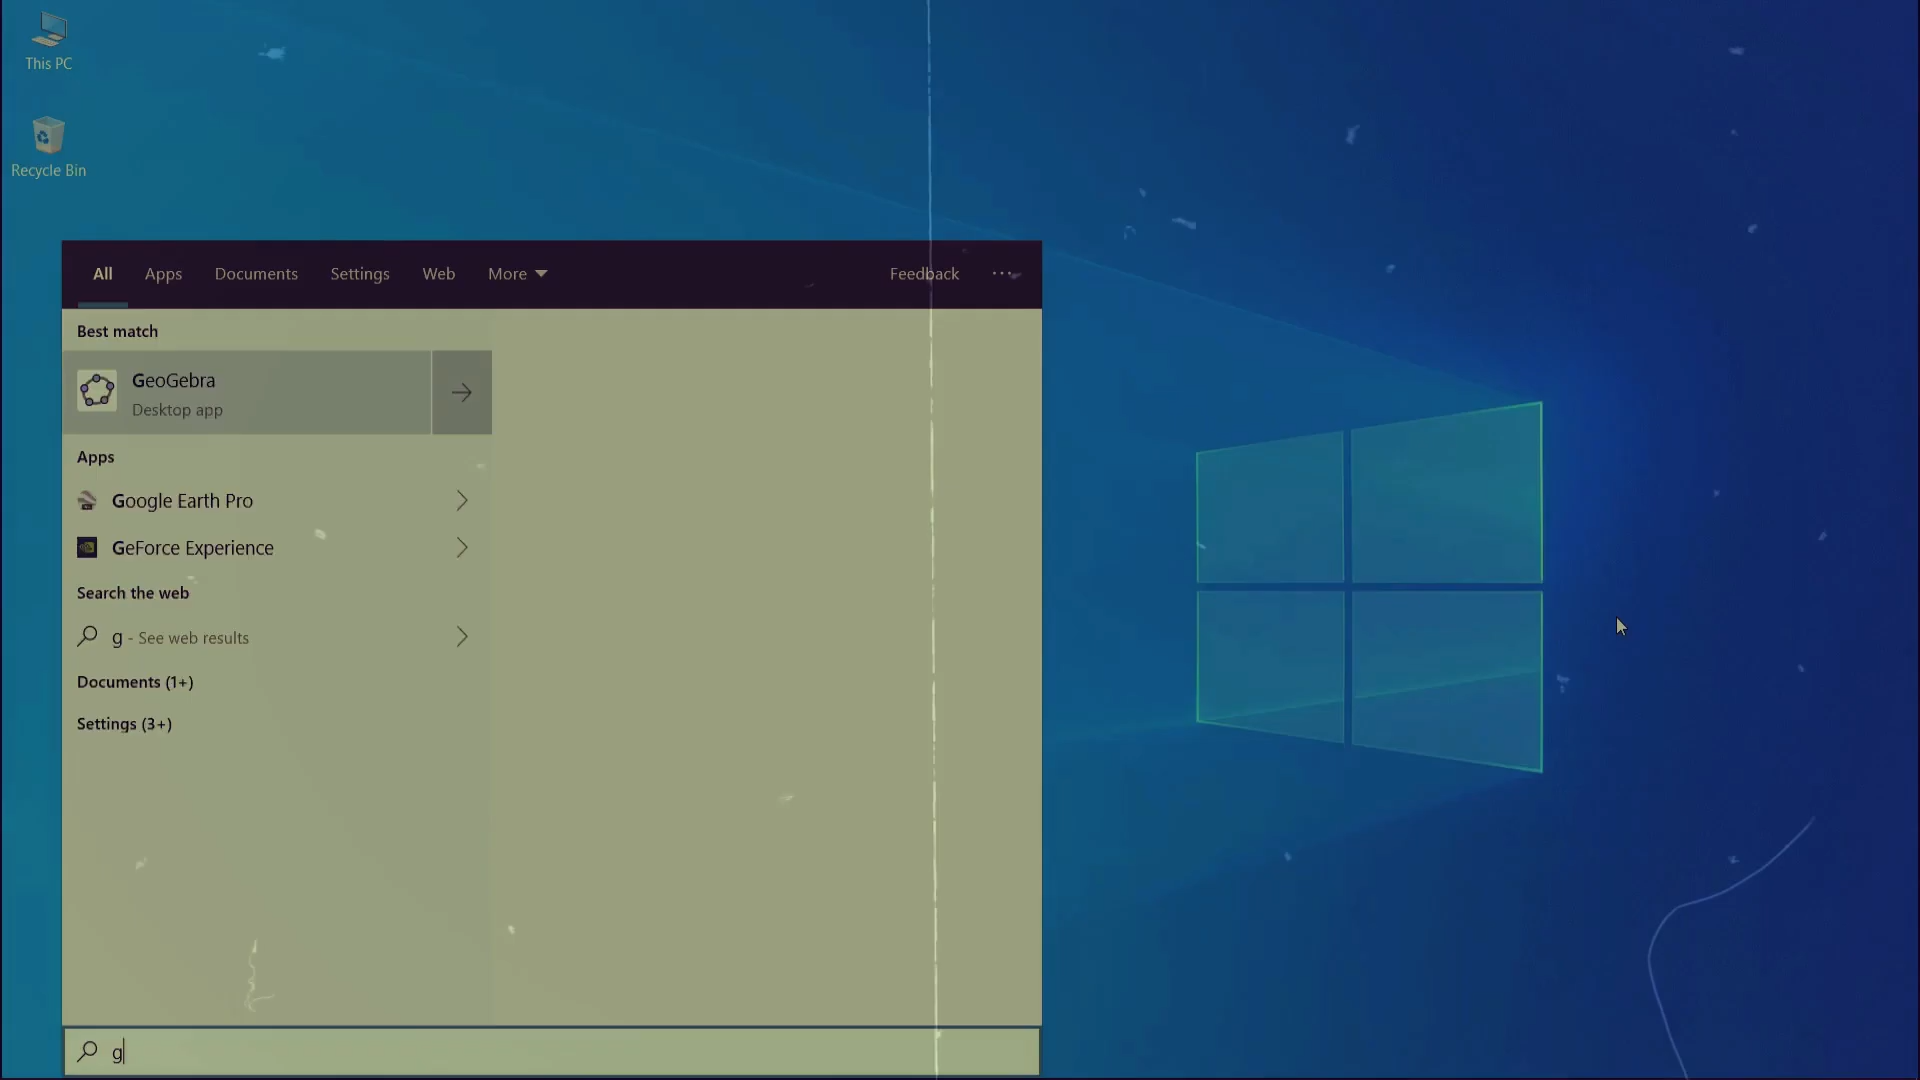 This PC
Recycle Bin
All Apps Documents Settings Web More Feedback ...
Best match
GeoGebra
Desktop app
Apps
Google Earth Pro
GeForce Experience
Search the web
g - See web results
Documents (1+)
Settings (3+)
g